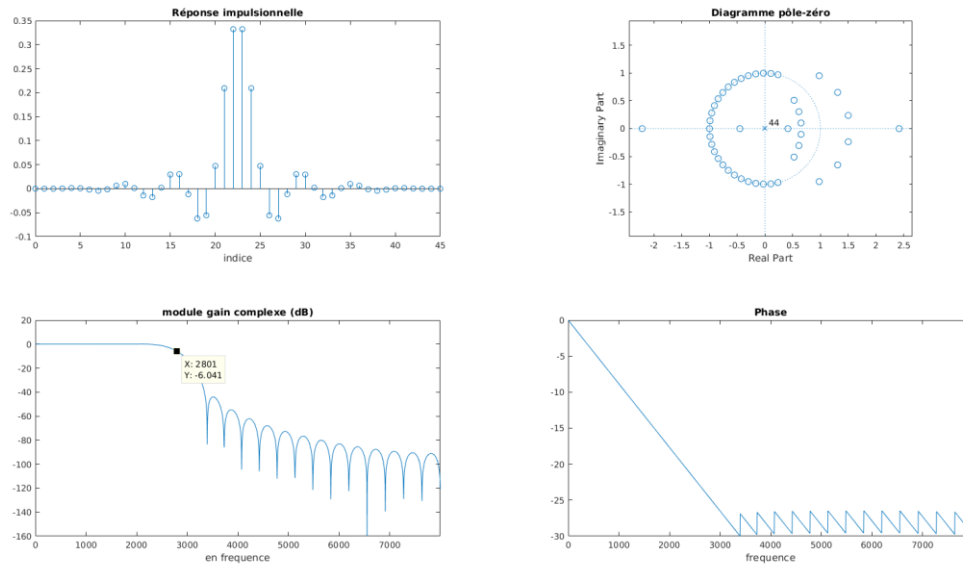 Réponse impulsionnelle
0.35
0.3
0.25
0.2
0.15
0.1
0.05
0
-0.05
-0.1
0 5 10 15 20 25 30 35 40 45
indice
Diagramme pôle-zéro
Imaginary Part
1.5
1
0.5
0
-0.5
-1
-1.5
44
-2 -1.5 -1 -0.5 0 0.5 1 1.5 2 2.5
Real Part
module gain complexe (dB)
20
0
-20
-40
-60
-80
-100
-120
-140
-160
X: 2801
Y: -6.041
0 1000 2000 3000 4000 5000 6000 7000
en frequence
Phase
0
-5
-10
-15
-20
-25
-30
0 1000 2000 3000 4000 5000 6000 7000
frequence